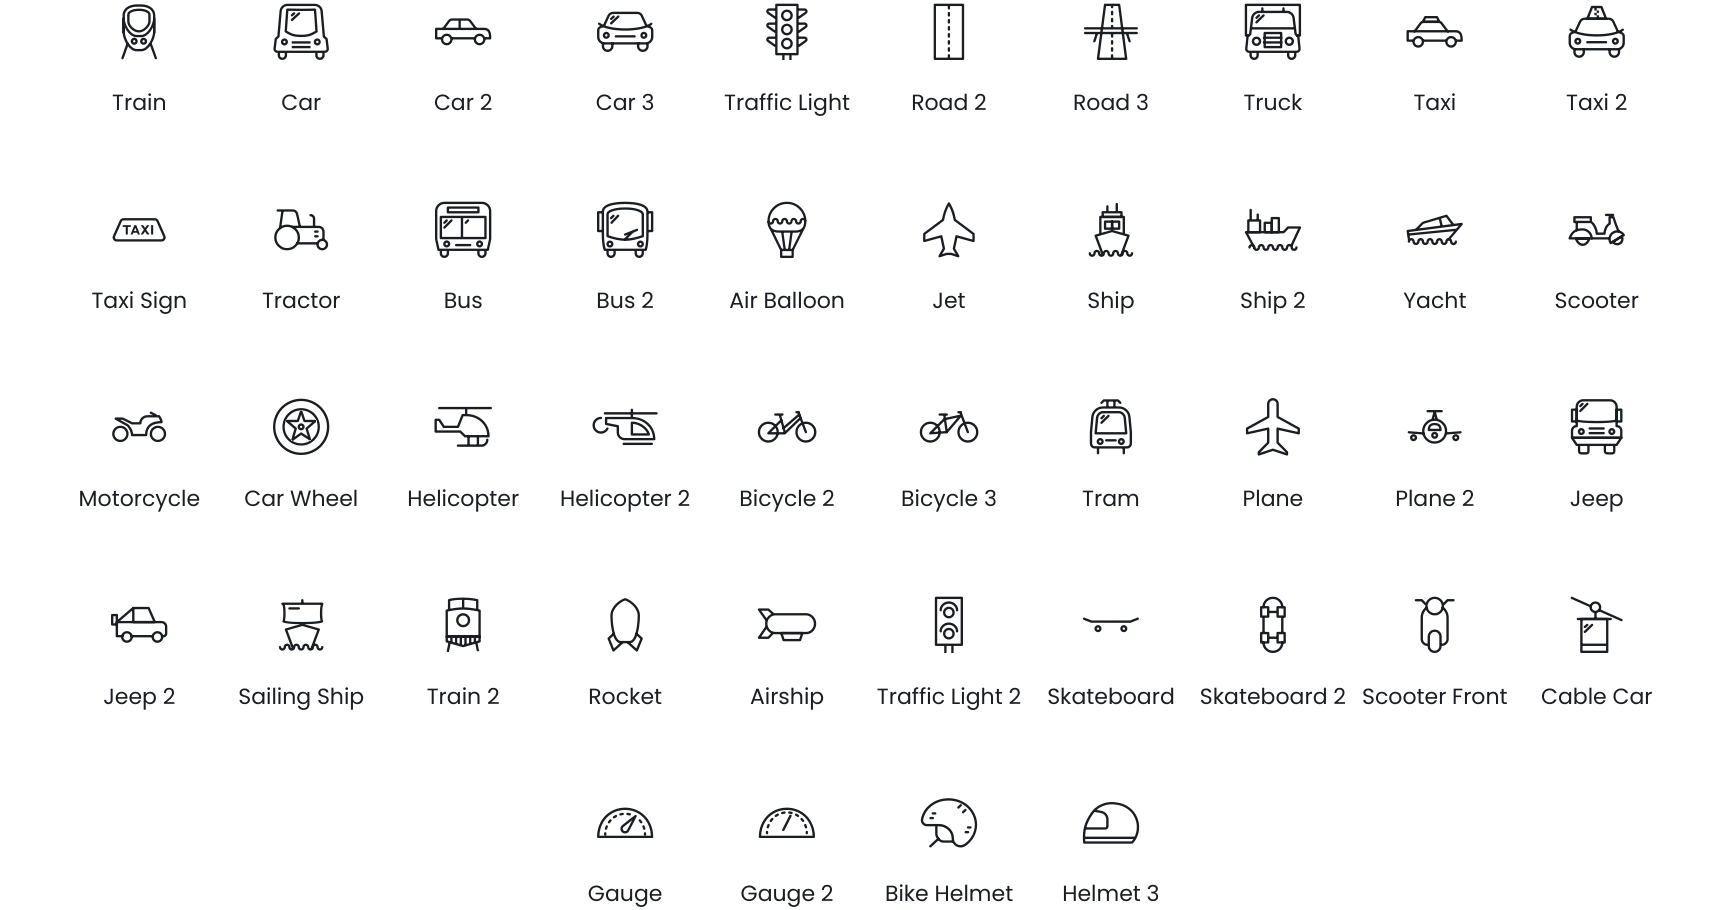 Train Car Car 2 Car 3 Traffic Light Road 2 Road 3 Truck Taxi Taxi 2
TAXI
Taxi Sign Tractor Bus Bus 2 Air Balloon Jet Ship Ship 2 Yacht Scooter
Motorcycle Car Wheel Helicopter Helicopter 2 Bicycle 2 Bicycle 3 Tram Plane Plane 2 Jeep
Jeep 2 Sailing Ship Train 2 Rocket Airship Traffic Light 2 Skateboard Skateboard 2 Scooter Front Cable Car
Gauge Gauge 2 Bike Helmet Helmet 3